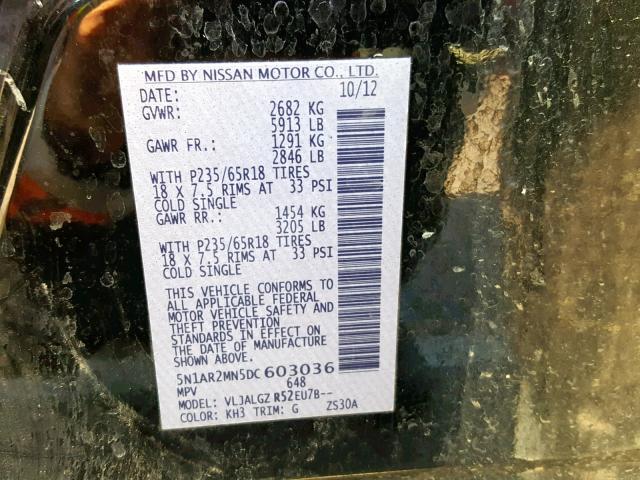 MFD BY NISSAN MOTOR CO., LTD.
DATE: 10/12
GVWR: 2682 KG
5913 LB
GAWR FR.: 1291 KG
2846 LB
WITH P235/65R18 TIRES
18 X 7.5 RIMS AT 33 PSI
COLD SINGLE
GAWR RR.: 1454 KG
3205 LB
WITH P235/65R18 TIRES
18 X 7.5 RIMS AT 33 PSI
COLD SINGLE
THIS VEHICLE CONFORMS TO
ALL APPLICABLE FEDERAL
MOTOR VEHICLE SAFETY AND
THEFT PREVENTION
STANDARDS IN EFFECT ON
THE DATE OF MANUFACTURE
SHOWN ABOVE.
5N1AR2MN5DC603036
MPV 648
MODEL: VLJALGZ R52EU7B--
COLOR: KH3 TRIM: G ZS30A